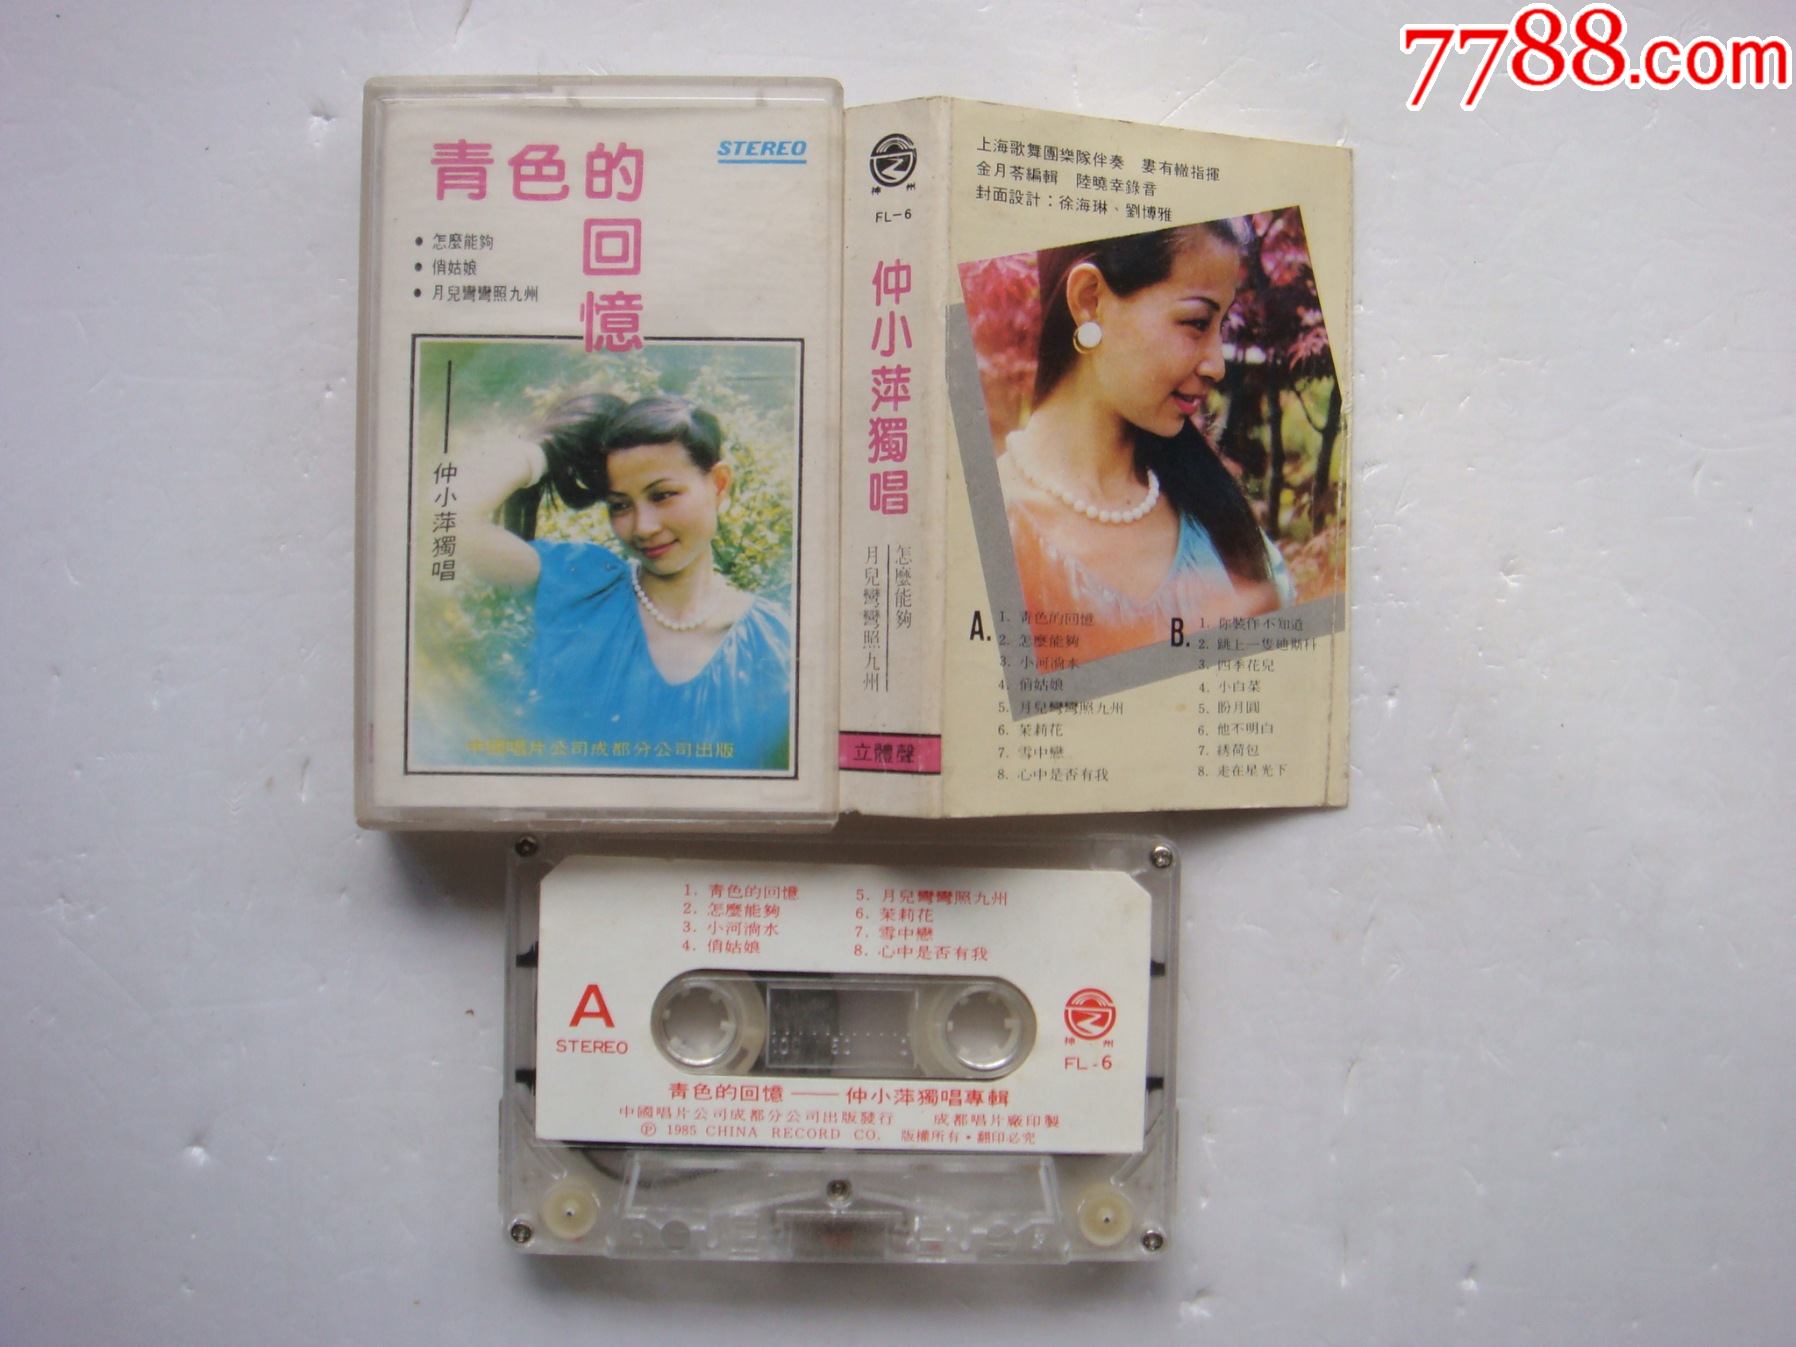 7788.com
青色的
回憶
STEREO
• 怎麼能夠
• 俏姑娘
• 月兒彎彎照九州
仲小萍獨唱
中國唱片公司成都分公司出版
神州
FL-6
仲小萍獨唱
怎麼能夠
月兒彎彎照九州
立體聲
上海歌舞團樂隊伴奏 婁有轍指揮
金月苓編輯 陸曉幸錄音
封面設計：徐海琳、劉博雅
A.
1. 青色的回憶
2. 怎麼能夠
3. 小河淌水
4. 俏姑娘
5. 月兒彎彎照九州
6. 茉莉花
7. 雪中戀
8. 心中是否有我
B.
1. 你裝作不知道
2. 跳上一隻迪斯科
3. 四季花兒
4. 小白菜
5. 盼月圓
6. 他不明白
7. 綉荷包
8. 走在星光下
1. 青色的回憶
2. 怎麼能夠
3. 小河淌水
4. 俏姑娘
5. 月兒彎彎照九州
6. 茉莉花
7. 雪中戀
8. 心中是否有我
A
STEREO
神州
FL-6
青色的回憶——仲小萍獨唱專輯
中國唱片公司成都分公司出版發行 成都唱片廠印製
Ⓟ 1985 CHINA RECORD CO. 版權所有·翻印必究